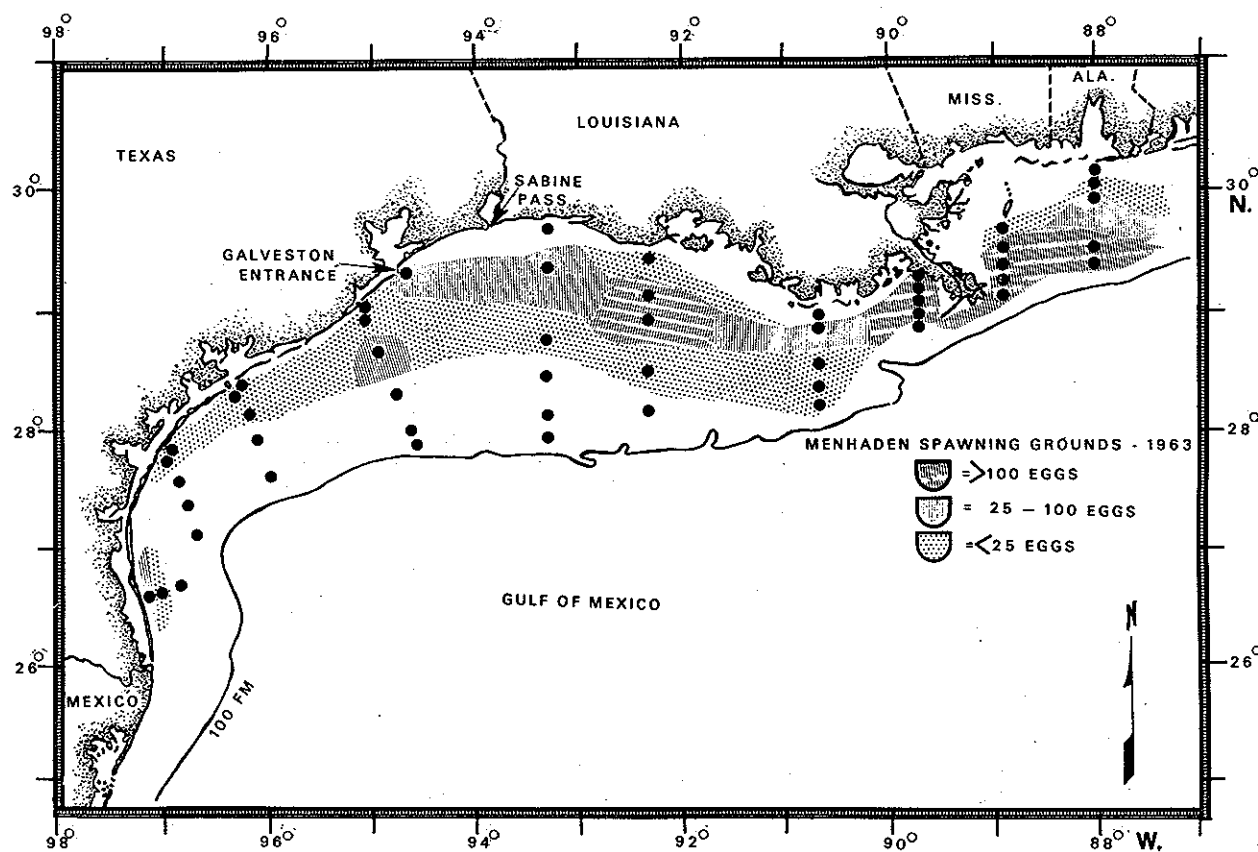 98° 96° 94° 92° 90° 88°
ALA.
MISS.
LOUISIANA
TEXAS
SABINE
PASS.
30° 30°
N.
GALVESTON
ENTRANCE
28° 28°
MENHADEN SPAWNING GROUNDS - 1963
=>100 EGGS
= 25 – 100 EGGS
=<25 EGGS
GULF OF MEXICO
N
26° 26°
MEXICO
100 FM
98° 96° 94° 92° 90° 88° W.